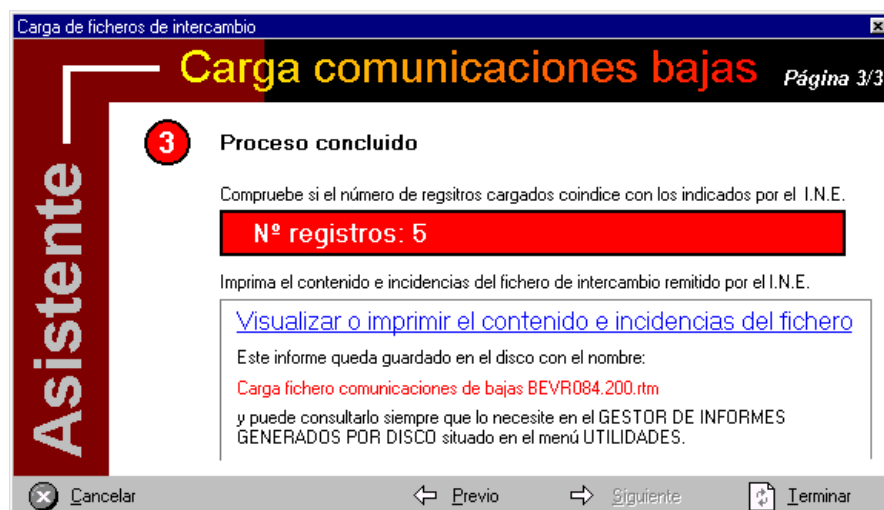 Carga de ficheros de intercambio
Carga comunicaciones bajas
Página 3/3
Asistente
3
Proceso concluido
Compruebe si el número de regsitros cargados coindice con los indicados por el I.N.E.
Nº registros: 5
Imprima el contenido e incidencias del fichero de intercambio remitido por el I.N.E.
Visualizar o imprimir el contenido e incidencias del fichero
Este informe queda guardado en el disco con el nombre:
Carga fichero comunicaciones de bajas BEVR084.200.rtm
y puede consultarlo siempre que lo necesite en el GESTOR DE INFORMES
GENERADOS POR DISCO situado en el menú UTILIDADES.
Cancelar
Previo
Siguiente
Terminar